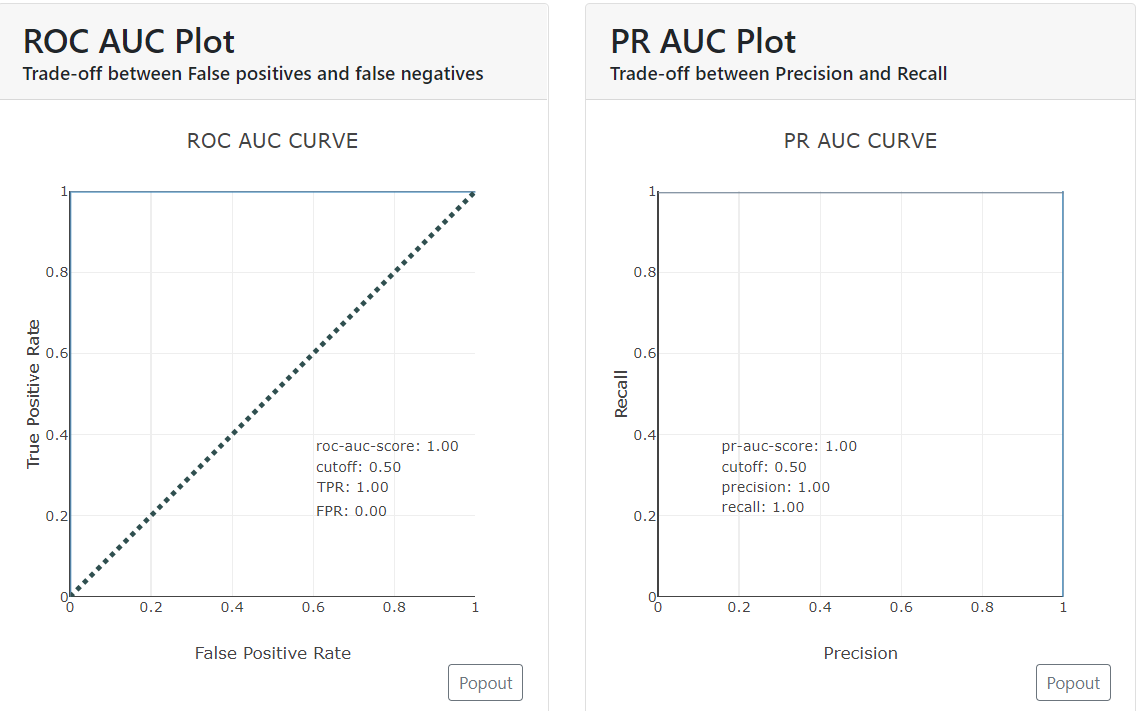 ROC AUC Plot
Trade-off between False positives and false negatives
ROC AUC CURVE
1
0.8
0.6
0.4
0.2
0
True Positive Rate
roc-auc-score: 1.00
cutoff: 0.50
TPR: 1.00
FPR: 0.00
0 0.2 0.4 0.6 0.8 1
False Positive Rate
Popout
PR AUC Plot
Trade-off between Precision and Recall
PR AUC CURVE
1
0.8
0.6
0.4
0.2
0
Recall
pr-auc-score: 1.00
cutoff: 0.50
precision: 1.00
recall: 1.00
0 0.2 0.4 0.6 0.8 1
Precision
Popout